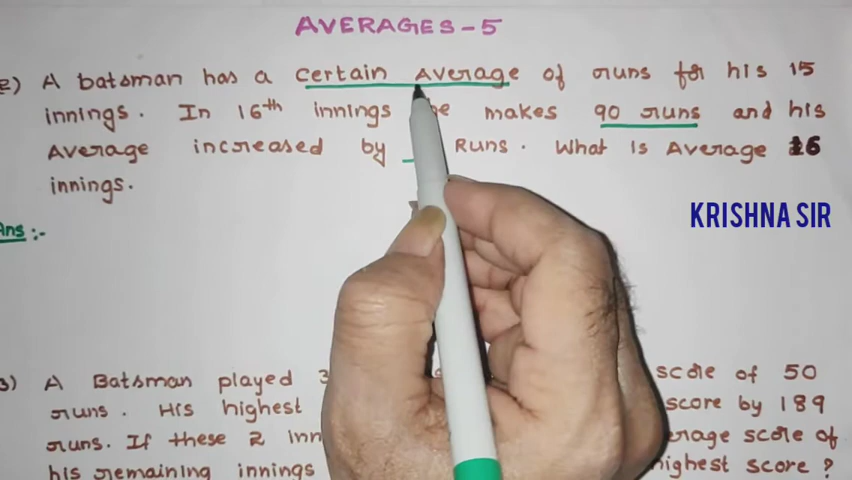 AVERAGES-5
2) A batsman has a certain Average of runs for his 15
innings. In 16th innings he makes 90 runs and his
Average increased by Runs. What is Average 16
innings.
KRISHNA SIR
Ans:-
3) A Batsman played 3 score of 50
runs. His highest score by 189
runs. If these 2 average score of
his remaining innings highest score?